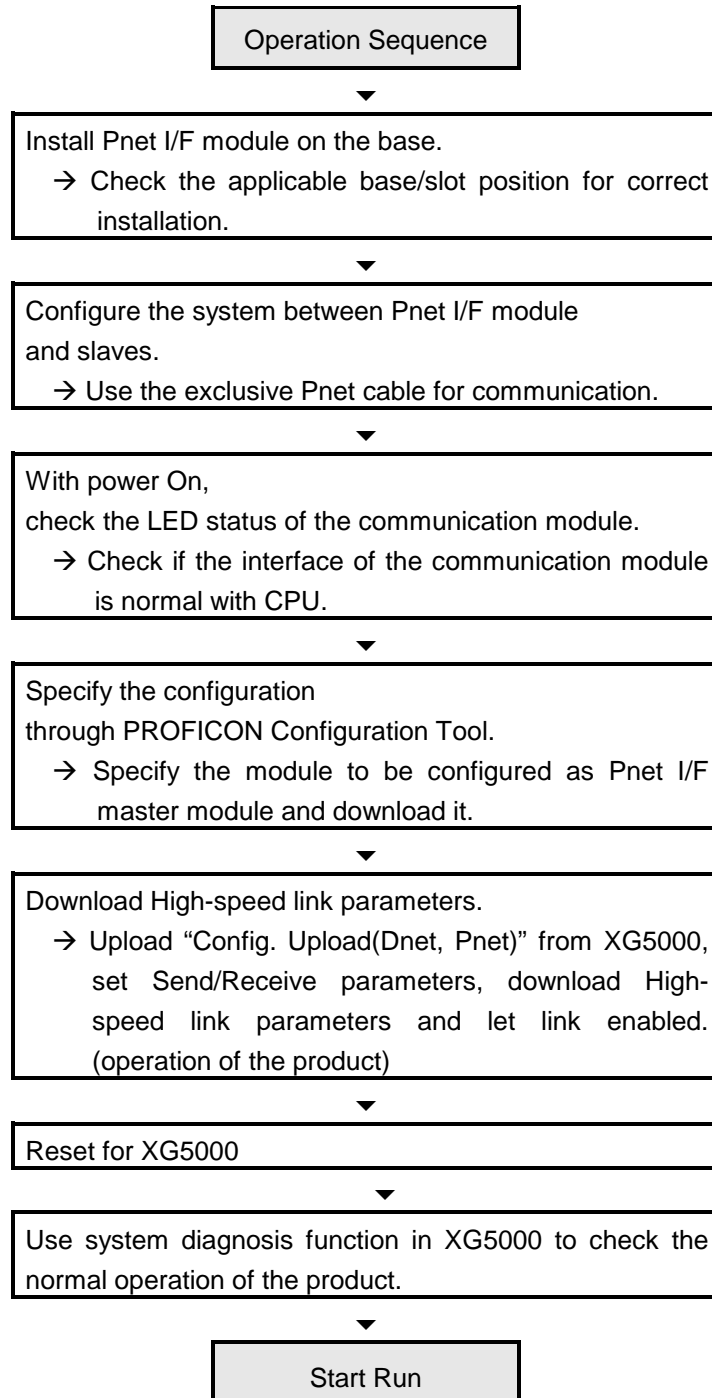 Operation Sequence
Install Pnet I/F module on the base.
→ Check the applicable base/slot position for correct
installation.
Configure the system between Pnet I/F module
and slaves.
→ Use the exclusive Pnet cable for communication.
With power On,
check the LED status of the communication module.
→ Check if the interface of the communication module
is normal with CPU.
Specify the configuration
through PROFICON Configuration Tool.
→ Specify the module to be configured as Pnet I/F
master module and download it.
Download High-speed link parameters.
→ Upload “Config. Upload(Dnet, Pnet)” from XG5000,
set Send/Receive parameters, download High-
speed link parameters and let link enabled.
(operation of the product)
Reset for XG5000
Use system diagnosis function in XG5000 to check the
normal operation of the product.
Start Run